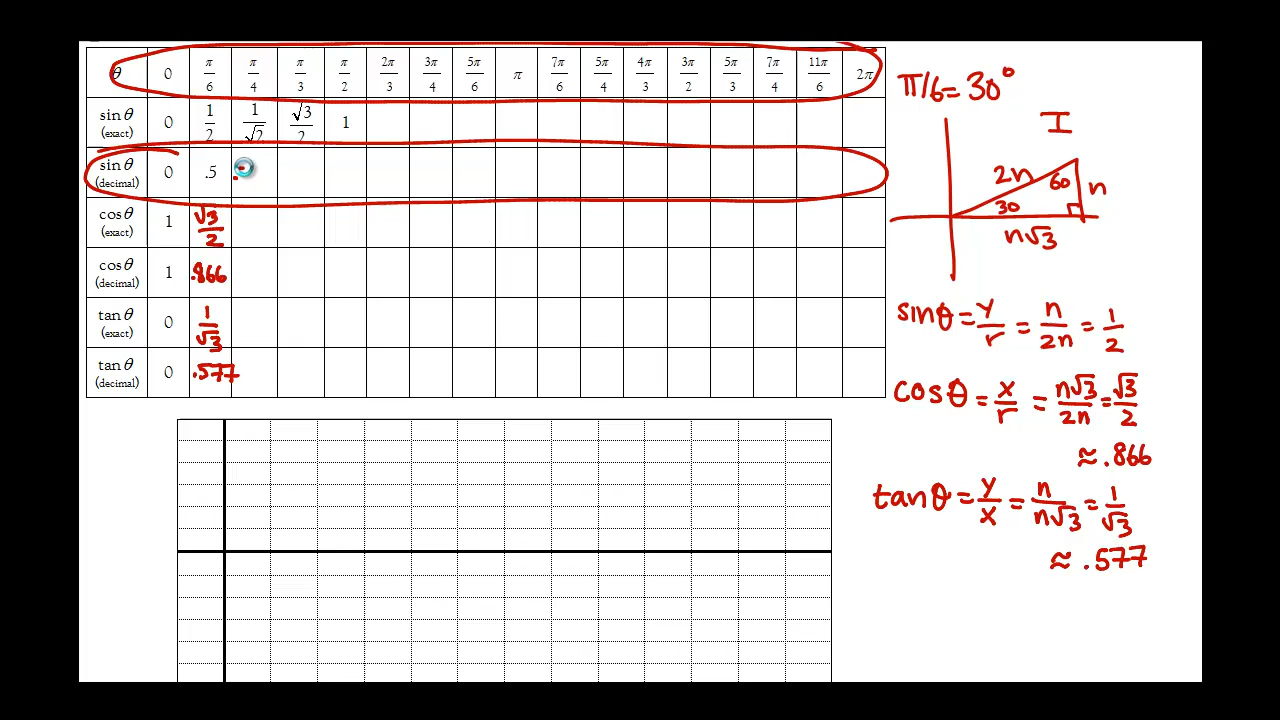 θ 0 π/6 π/4 π/3 π/2 2π/3 3π/4 5π/6 π 7π/6 5π/4 4π/3 3π/2 5π/3 7π/4 11π/6 2π
sin θ (exact) 0 1/2 1/√2 √3/2 1
sin θ (decimal) 0 .5 .
cos θ (exact) 1 √3/2
cos θ (decimal) 1 .866
tan θ (exact) 0 1/√3
tan θ (decimal) 0 .577
π/6 = 30°
I
2n 60 n
30
n√3
sin θ = y/r = n/2n = 1/2
cos θ = x/r = n√3/2n = √3/2
≈ .866
tan θ = y/x = n/n√3 = 1/√3
≈ .577